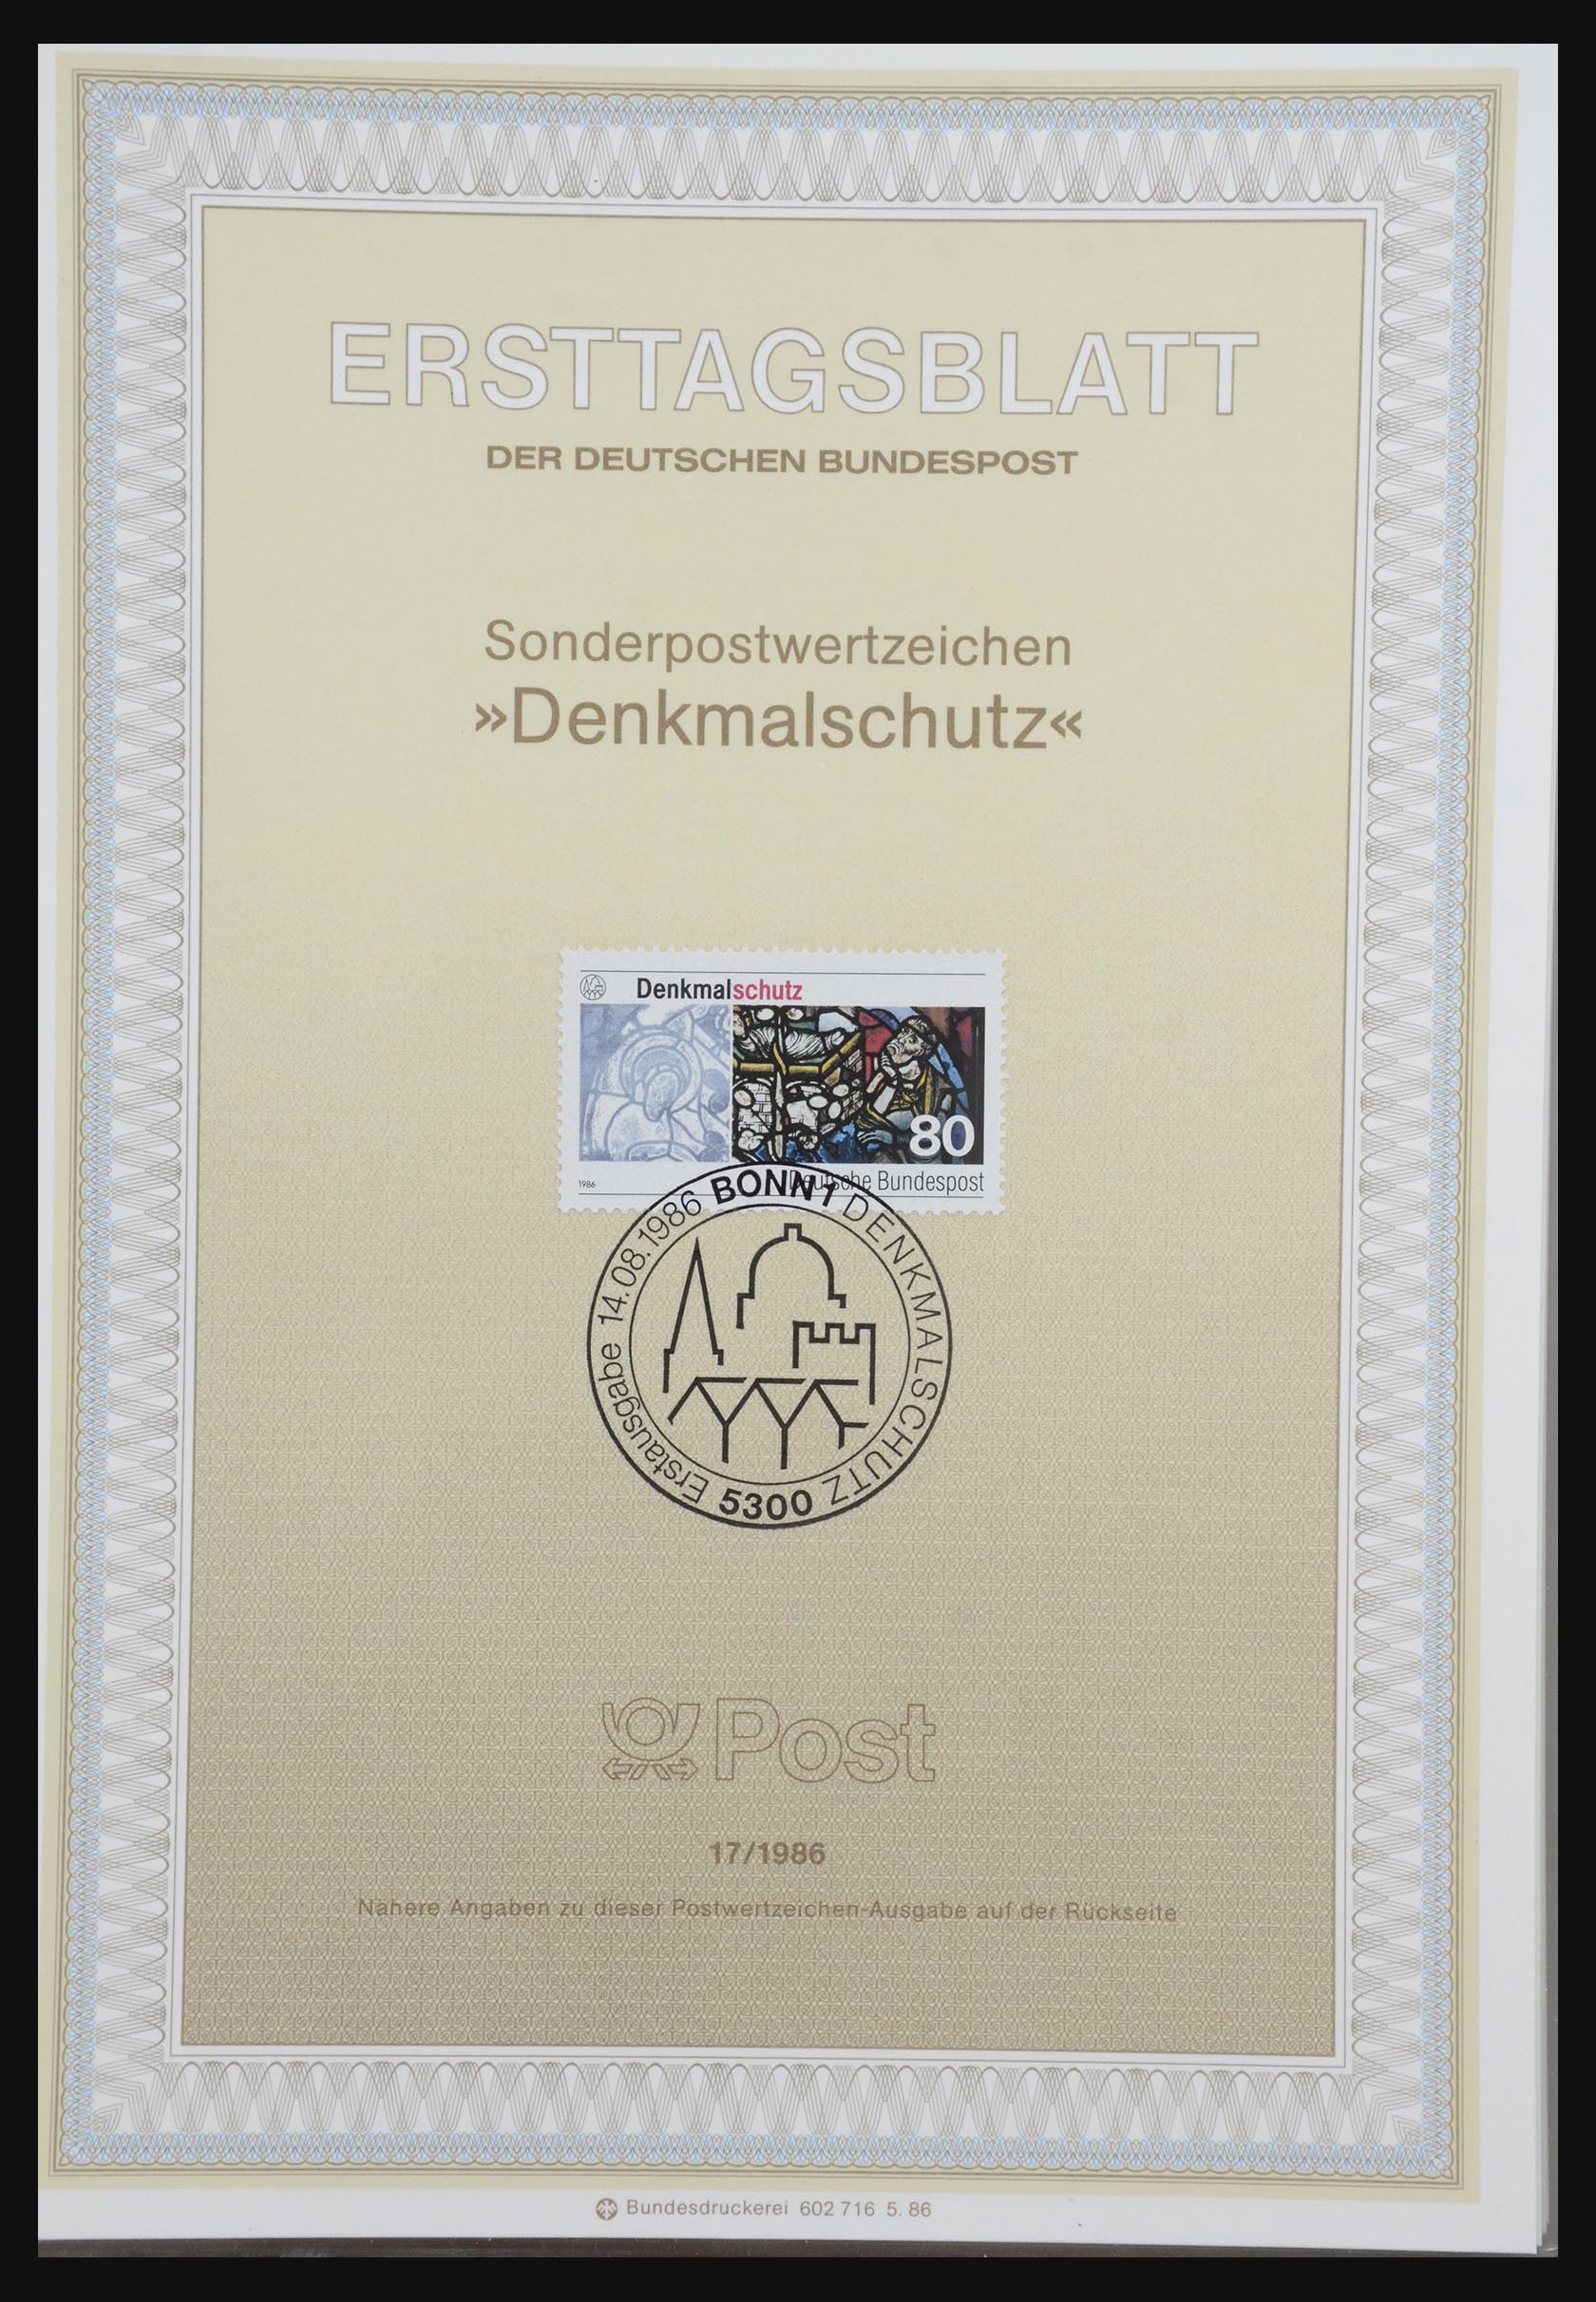 ERSTTAGSBLATT
DER DEUTSCHEN BUNDESPOST
Sonderpostwertzeichen
»Denkmalschutz«
Denkmalschutz
80
1986
Deutsche Bundespost
Erstausgabe 14.08.1986 BONN 1 DENKMALSCHUTZ
5300
Post
17/1986
Nähere Angaben zu dieser Postwertzeichen-Ausgabe auf der Rückseite
Bundesdruckerei 602 716 5. 86